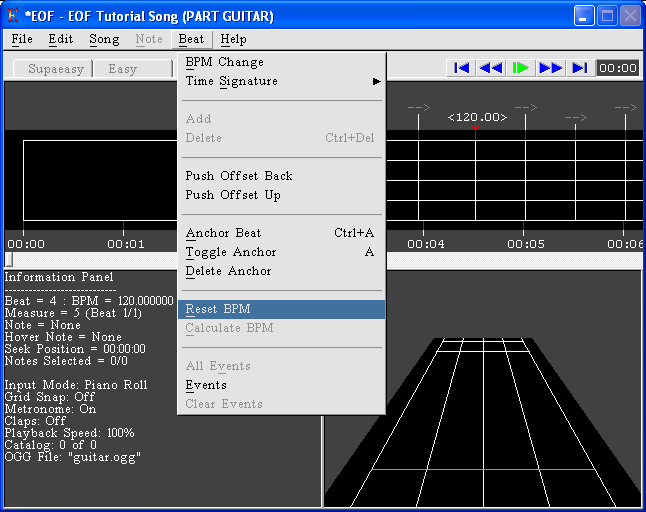 *EOF - EOF Tutorial Song (PART GUITAR)
File Edit Song Note Beat Help
Supaeasy Easy
00:00
BPM Change
Time Signature
Add
Delete Ctrl+Del
Push Offset Back
Push Offset Up
Anchor Beat Ctrl+A
Toggle Anchor A
Delete Anchor
Reset BPM
Calculate BPM
All Events
Events
Clear Events
--> --> --> -->
<120.00>
00:00 00:01 00:04 00:05 00:06
Information Panel
----------------------------
Beat = 4 : BPM = 120.000000
Measure = 5 (Beat 1/1)
Note = None
Hover Note = None
Seek Position = 00:00:00
Notes Selected = 0/0
Input Mode: Piano Roll
Grid Snap: Off
Metronome: On
Claps: Off
Playback Speed: 100%
Catalog: 0 of 0
OGG File: "guitar.ogg"